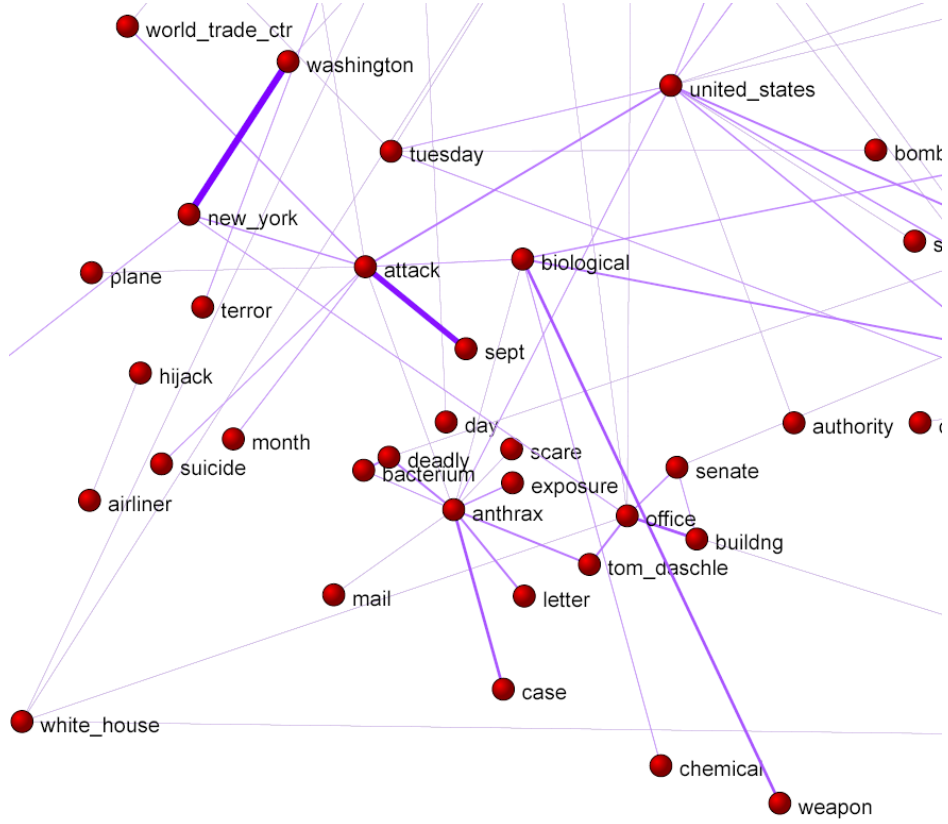 world_trade_ctr
washington
united_states
tuesday
bomb
new_york
s
attack
biological
plane
terror
sept
hijack
day
authority
month
scare
suicide
deadly
bacterium
senate
exposure
airliner
anthrax
office
buildng
tom_daschle
mail
letter
case
white_house
chemical
weapon